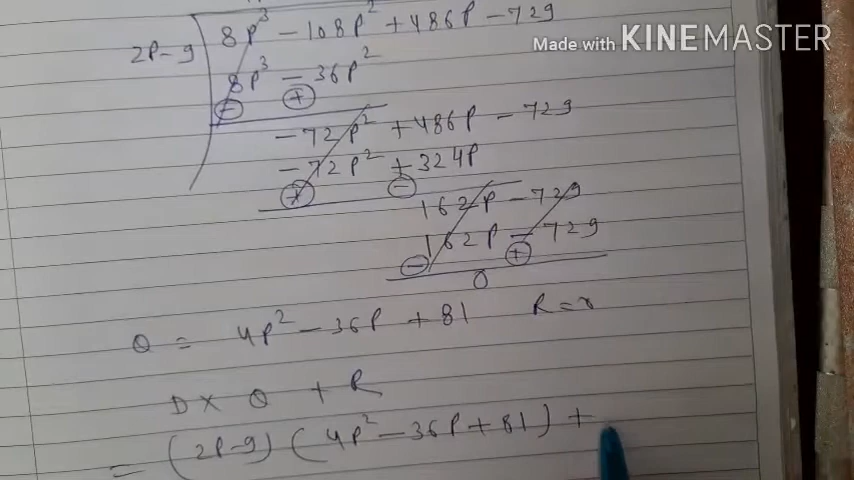 8p³ - 108p² + 486p - 729
Made with KINEMASTER
2p-9
8p³ - 36p²
- +
-72p² + 486p - 729
-72p² + 324p
+ -
162p - 729
162p - 729
- +
0
Q = 4p² - 36p + 81 R = r
D × Q + R
= (2p-9) (4p² - 36p + 81) +